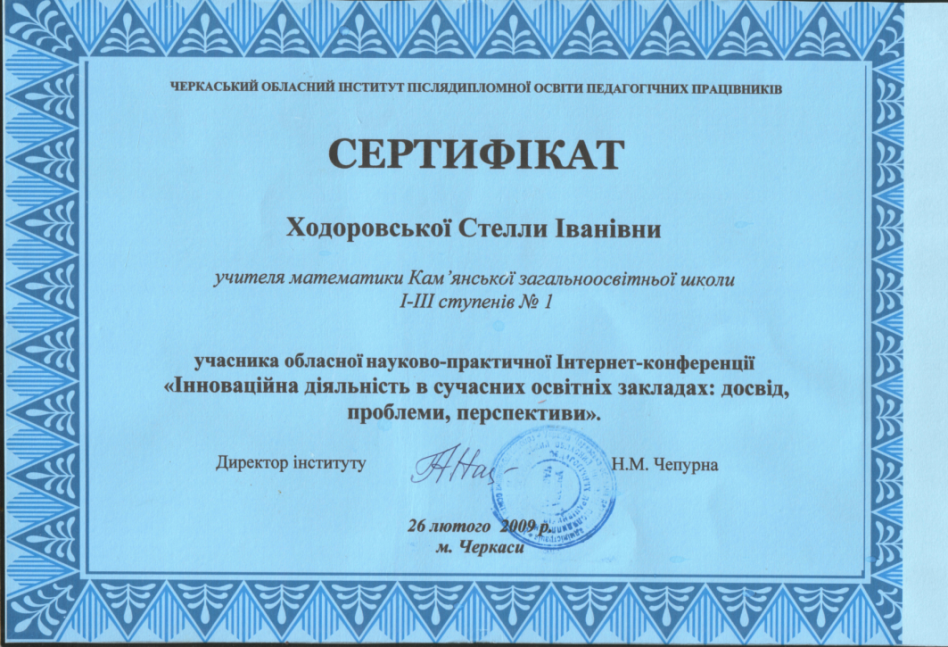 ЧЕРКАСЬКИЙ ОБЛАСНИЙ ІНСТИТУТ ПІСЛЯДИПЛОМНОЇ ОСВІТИ ПЕДАГОГІЧНИХ ПРАЦІВНИКІВ
СЕРТИФІКАТ
Ходоровської Стелли Іванівни
учителя математики Кам’янської загальноосвітньої школи
І-ІІІ ступенів № 1
учасника обласної науково-практичної Інтернет-конференції
«Інноваційна діяльність в сучасних освітніх закладах: досвід,
проблеми, перспективи».
Директор інституту Н.М. Чепурна
26 лютого 2009 р.
м. Черкаси